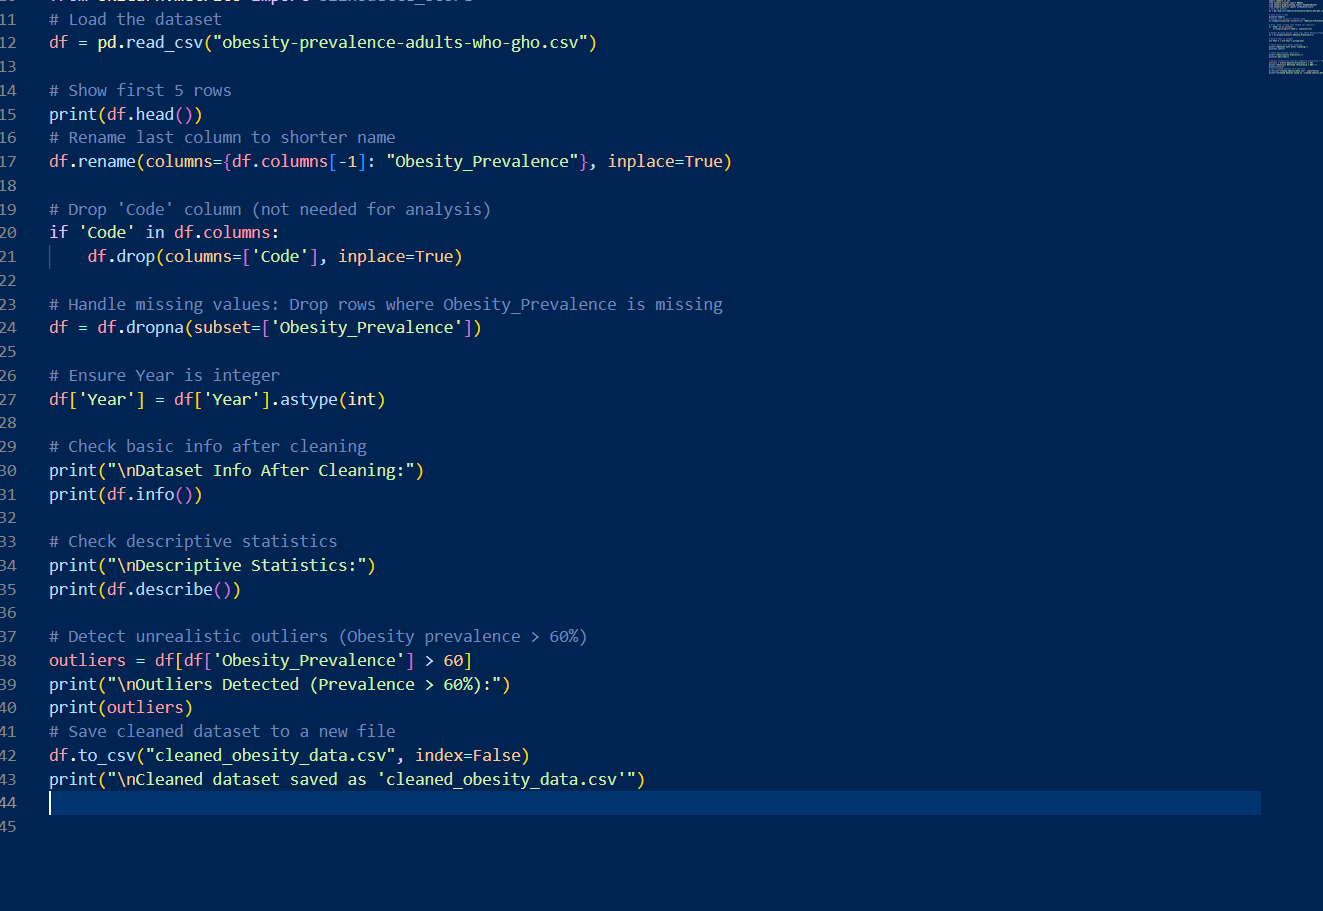 11 # Load the dataset
12 df = pd.read_csv("obesity-prevalence-adults-who-gho.csv")
13
14 # Show first 5 rows
15 print(df.head())
16 # Rename last column to shorter name
17 df.rename(columns={df.columns[-1]: "Obesity_Prevalence"}, inplace=True)
18
19 # Drop 'Code' column (not needed for analysis)
20 if 'Code' in df.columns:
21     df.drop(columns=['Code'], inplace=True)
22
23 # Handle missing values: Drop rows where Obesity_Prevalence is missing
24 df = df.dropna(subset=['Obesity_Prevalence'])
25
26 # Ensure Year is integer
27 df['Year'] = df['Year'].astype(int)
28
29 # Check basic info after cleaning
30 print("\nDataset Info After Cleaning:")
31 print(df.info())
32
33 # Check descriptive statistics
34 print("\nDescriptive Statistics:")
35 print(df.describe())
36
37 # Detect unrealistic outliers (Obesity prevalence > 60%)
38 outliers = df[df['Obesity_Prevalence'] > 60]
39 print("\nOutliers Detected (Prevalence > 60%):")
40 print(outliers)
41 # Save cleaned dataset to a new file
42 df.to_csv("cleaned_obesity_data.csv", index=False)
43 print("\nCleaned dataset saved as 'cleaned_obesity_data.csv'")
44
45